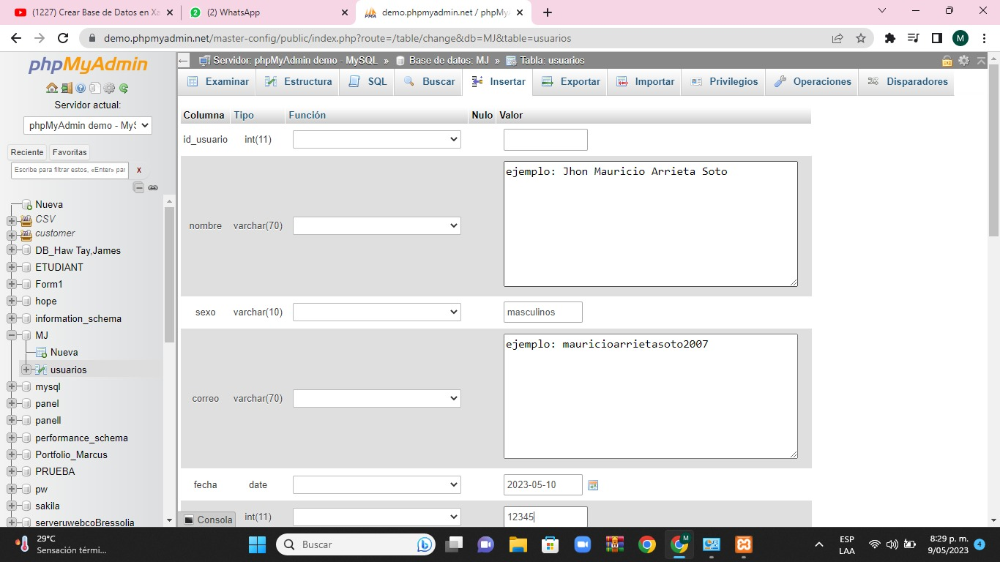 (1227) Crear Base de Datos en Xa
(2) WhatsApp
demo.phpmyadmin.net / phpMy
demo.phpmyadmin.net/master-config/public/index.php?route=/table/change&db=MJ&table=usuarios
M
phpMyAdmin
Servidor actual:
phpMyAdmin demo - MyS
Reciente Favoritas
Escribe para filtrar estos, «Enter» par X
Nueva
CSV
customer
DB_Haw Tay,James
ETUDIANT
Form1
hope
information_schema
MJ
Nueva
usuarios
mysql
panel
panell
performance_schema
Portfolio_Marcus
PRUEBA
pw
sakila
serveruwebcoBressolia
Servidor: phpMyAdmin demo - MySQL » Base de datos: MJ » Tabla: usuarios
Examinar Estructura SQL Buscar Insertar Exportar Importar Privilegios Operaciones Disparadores
Columna Tipo Función Nulo Valor
id_usuario int(11)
nombre varchar(70) ejemplo: Jhon Mauricio Arrieta Soto
sexo varchar(10) masculinos
correo varchar(70) ejemplo: mauricioarrietasoto2007
fecha date 2023-05-10
Consola int(11) 12345
29°C
Sensación térmi...
Buscar
M
ESP
LAA
8:29 p. m.
9/05/2023
4